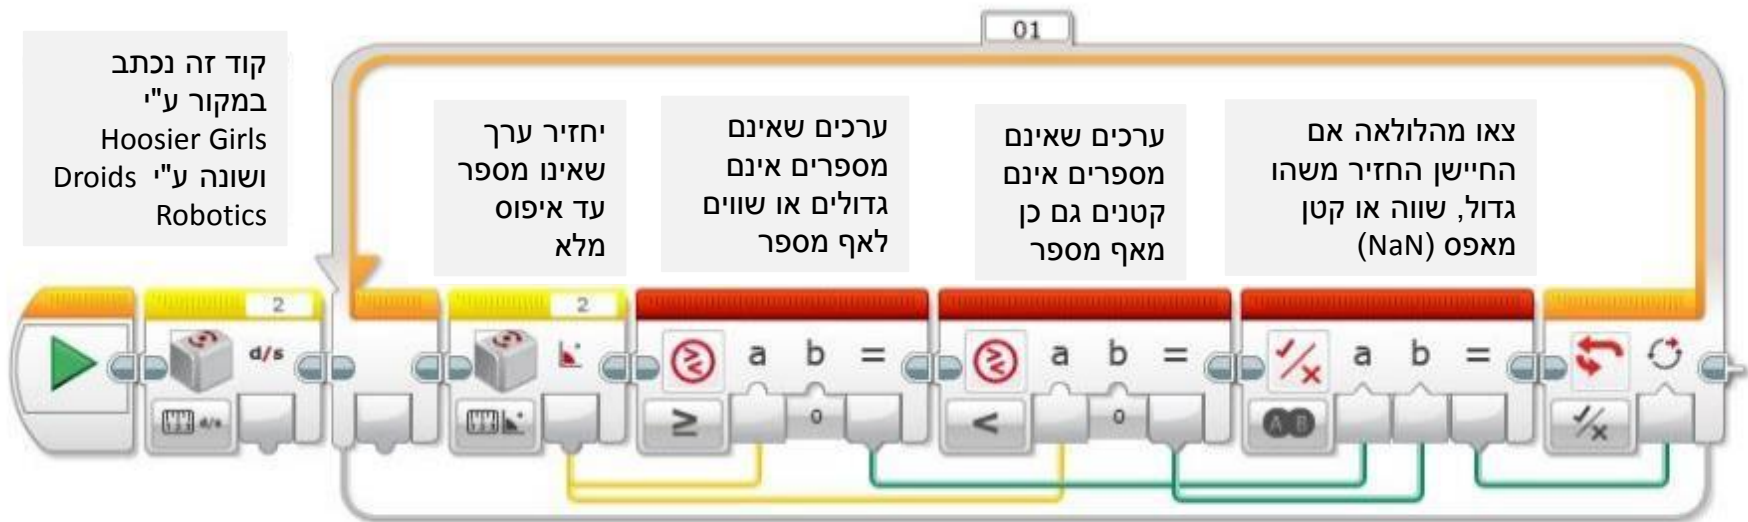 01
קוד זה נכתב
במקור ע"י
Hoosier Girls
ושונה ע"י Droids
Robotics
יחזיר ערך
שאינו מספר
עד איפוס
מלא
ערכים שאינם
מספרים אינם
גדולים או שווים
לאף מספר
ערכים שאינם
מספרים אינם
קטנים גם כן
מאף מספר
צאו מהלולאה אם
החיישן החזיר משהו
גדול, שווה או קטן
מאפס (NaN)
2
d/s
2
a b =
≥ 0
a b =
< 0
a b =
A B